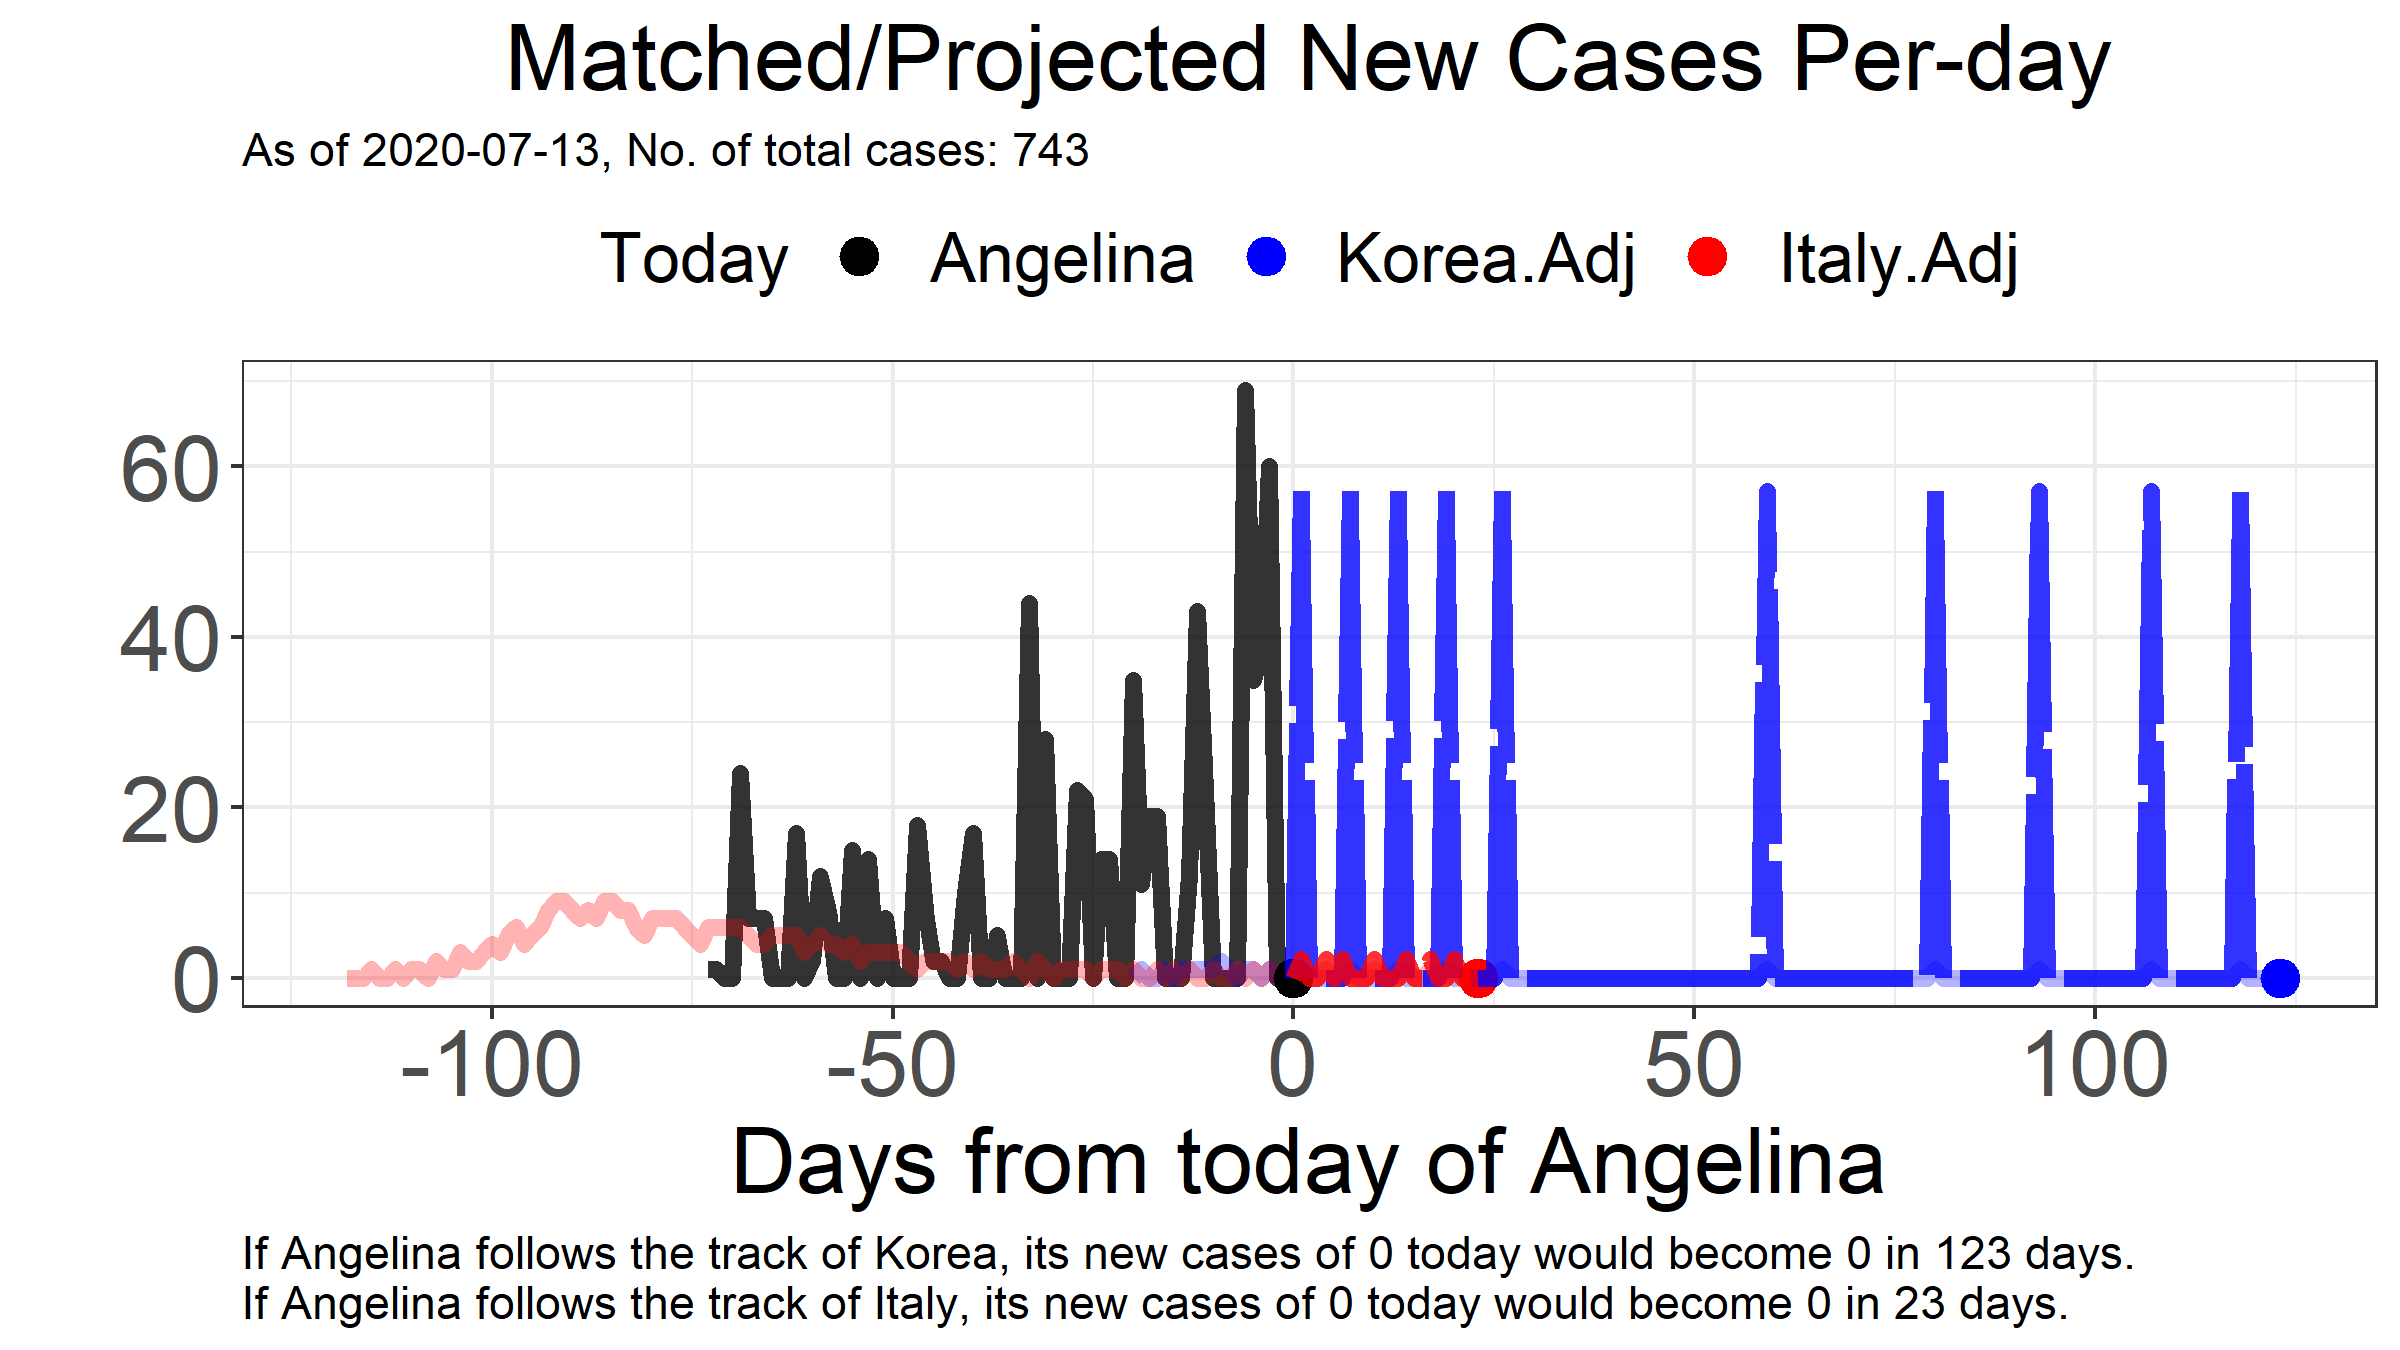 Matched/Projected New Cases Per-day
As of 2020-07-13, No. of total cases: 743
Today Angelina Korea.Adj Italy.Adj
60
40
20
0
-100 -50 0 50 100
Days from today of Angelina
If Angelina follows the track of Korea, its new cases of 0 today would become 0 in 123 days.
If Angelina follows the track of Italy, its new cases of 0 today would become 0 in 23 days.